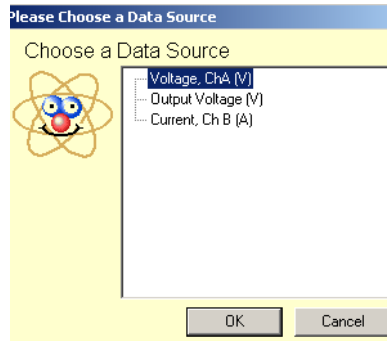 Please Choose a Data Source
Choose a Data Source
Voltage, ChA (V)
Output Voltage (V)
Current, Ch B (A)
OK
Cancel